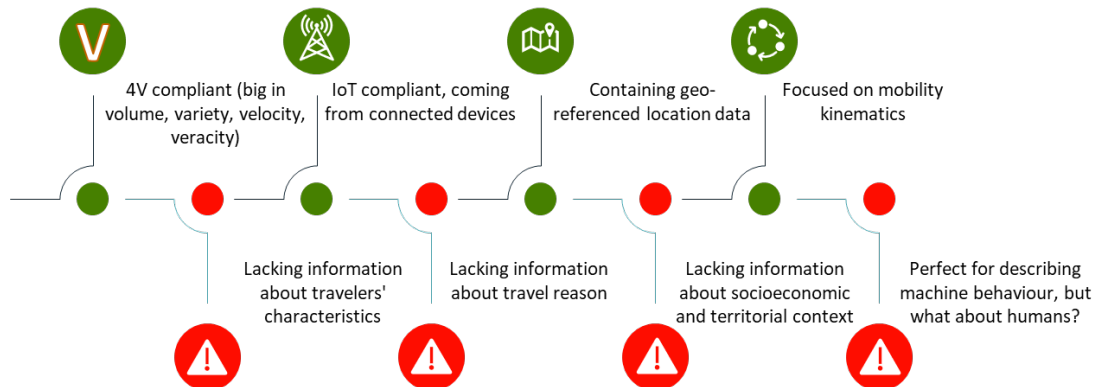 V
4V compliant (big in
volume, variety, velocity,
veracity)
IoT compliant, coming
from connected devices
Containing geo-
referenced location data
Focused on mobility
kinematics
Lacking information
about travelers'
characteristics
Lacking information
about travel reason
Lacking information
about socioeconomic
and territorial context
Perfect for describing
machine behaviour, but
what about humans?